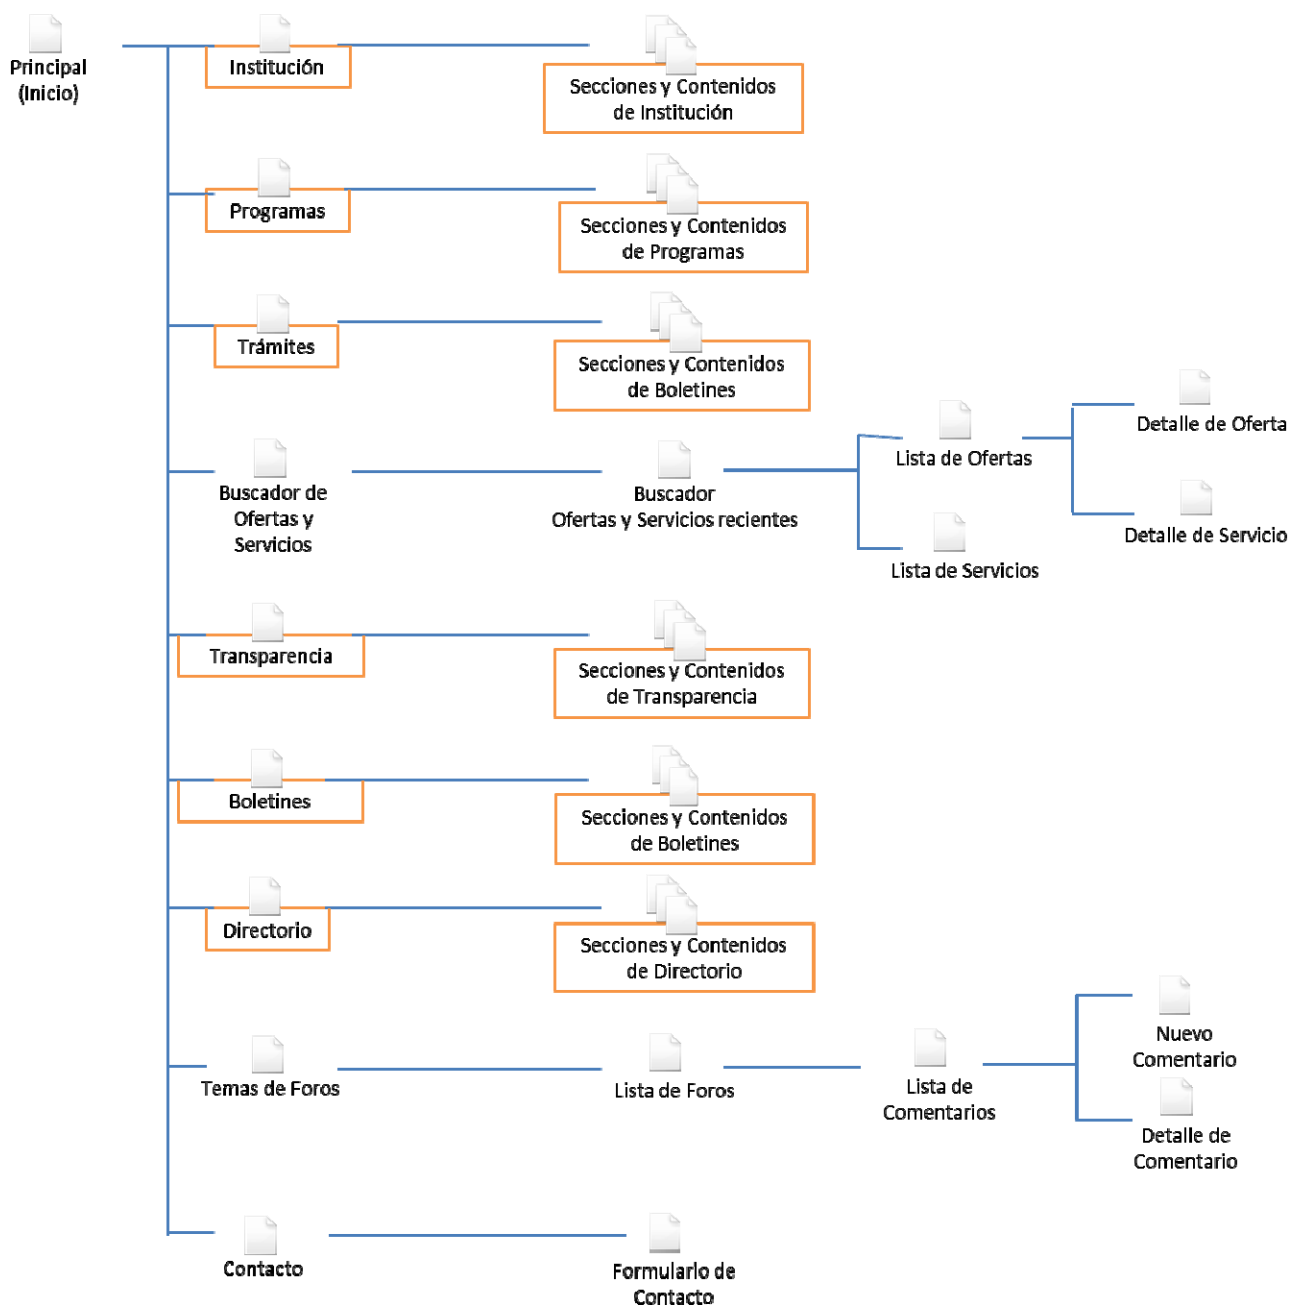 Principal
(Inicio)
Institución
Secciones y Contenidos
de Institución
Programas
Secciones y Contenidos
de Programas
Trámites
Secciones y Contenidos
de Boletines
Buscador de
Ofertas y
Servicios
Buscador
Ofertas y Servicios recientes
Lista de Ofertas
Detalle de Oferta
Detalle de Servicio
Lista de Servicios
Transparencia
Secciones y Contenidos
de Transparencia
Boletines
Secciones y Contenidos
de Boletines
Directorio
Secciones y Contenidos
de Directorio
Temas de Foros
Lista de Foros
Lista de
Comentarios
Nuevo
Comentario
Detalle de
Comentario
Contacto
Formulario de
Contacto